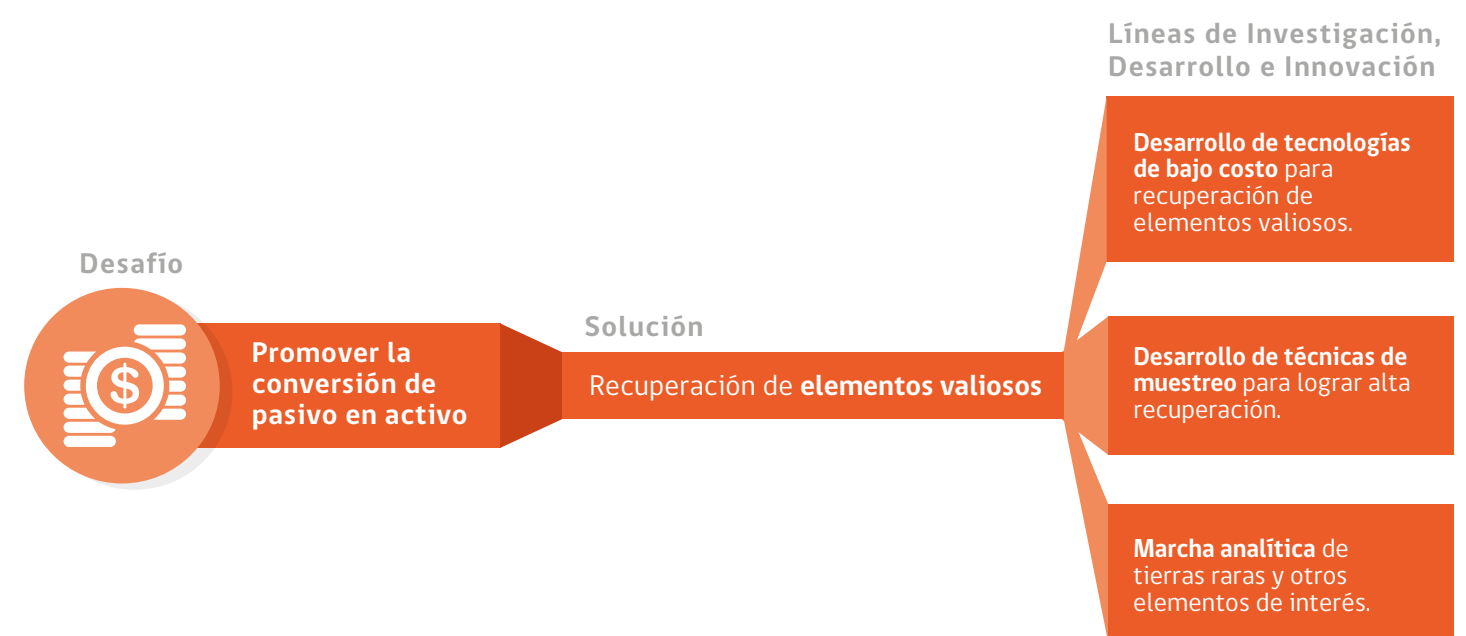 Desafío
$
Promover la
conversión de
pasivo en activo
Solución
Recuperación de elementos valiosos
Líneas de Investigación,
Desarrollo e Innovación
Desarrollo de tecnologías
de bajo costo para
recuperación de
elementos valiosos.
Desarrollo de técnicas de
muestreo para lograr alta
recuperación.
Marcha analítica de
tierras raras y otros
elementos de interés.